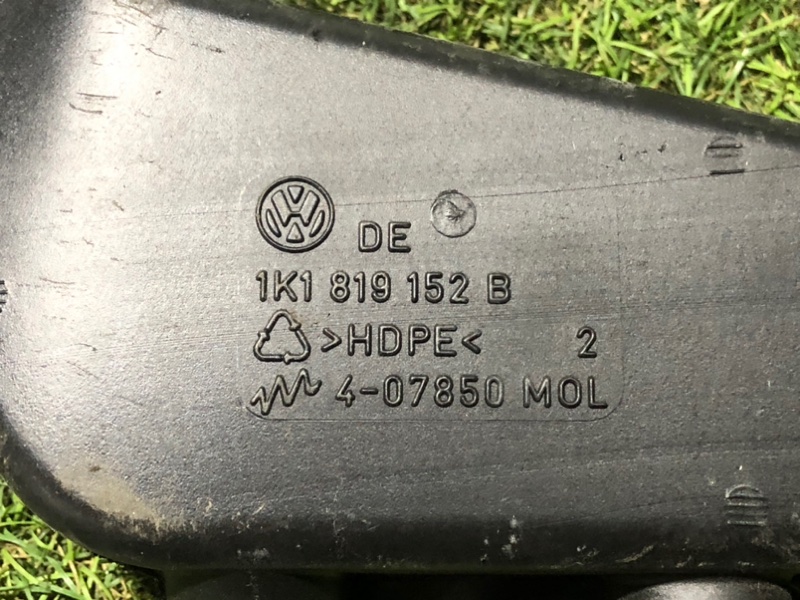 DE
1K1 819 152 B
>HDPE< 2
4-07850 MOL